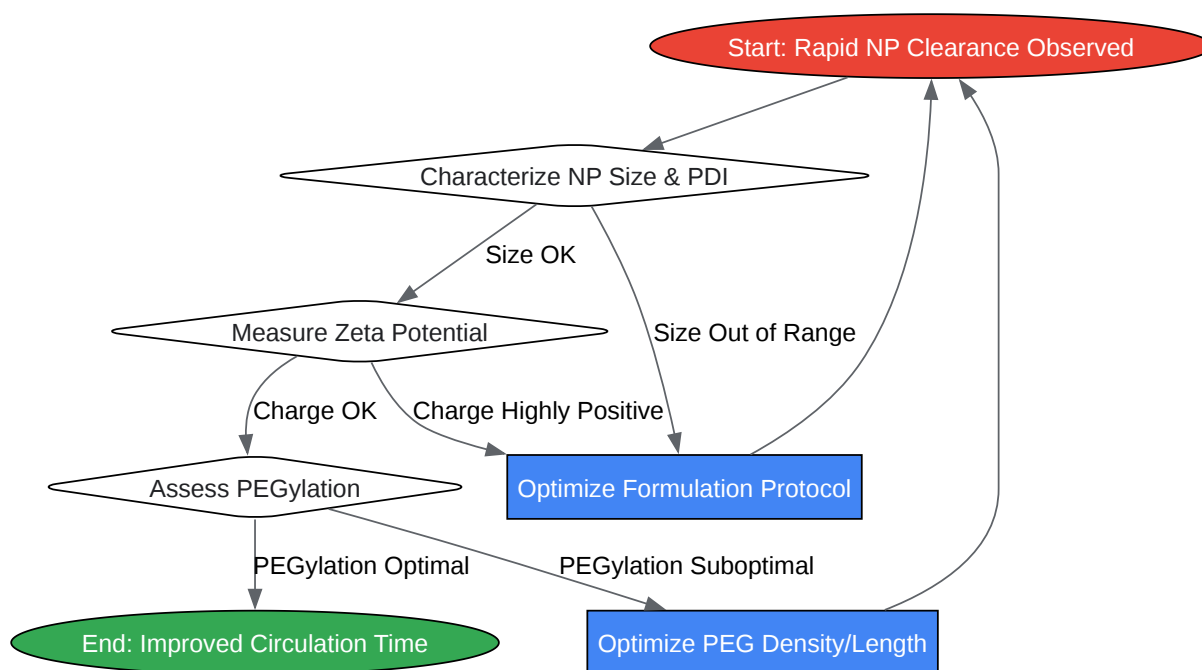 Start: Rapid NP Clearance Observed
Characterize NP Size & PDI
Size OK
Measure Zeta Potential
Size Out of Range
Charge OK
Charge Highly Positive
Assess PEGylation
Optimize Formulation Protocol
PEGylation Optimal
PEGylation Suboptimal
End: Improved Circulation Time
Optimize PEG Density/Length